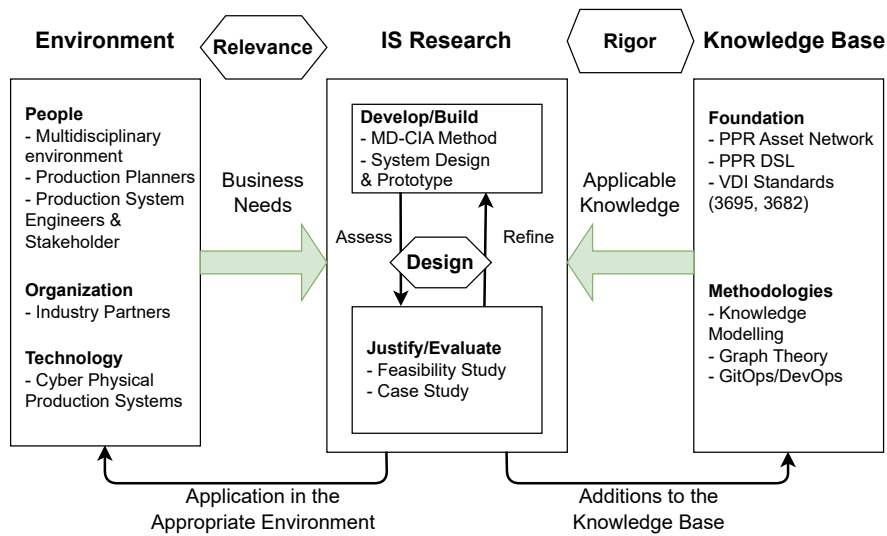 Environment
Relevance
IS Research
Rigor
Knowledge Base
People
- Multidisciplinary
environment
- Production Planners
- Production System
Engineers &
Stakeholder
Organization
- Industry Partners
Technology
- Cyber Physical
Production Systems
Business
Needs
Develop/Build
- MD-CIA Method
- System Design
& Prototype
Assess
Refine
Design
Justify/Evaluate
- Feasibility Study
- Case Study
Applicable
Knowledge
Foundation
- PPR Asset Network
- PPR DSL
- VDI Standards
(3695, 3682)
Methodologies
- Knowledge
Modelling
- Graph Theory
- GitOps/DevOps
Application in the
Appropriate Environment
Additions to the
Knowledge Base